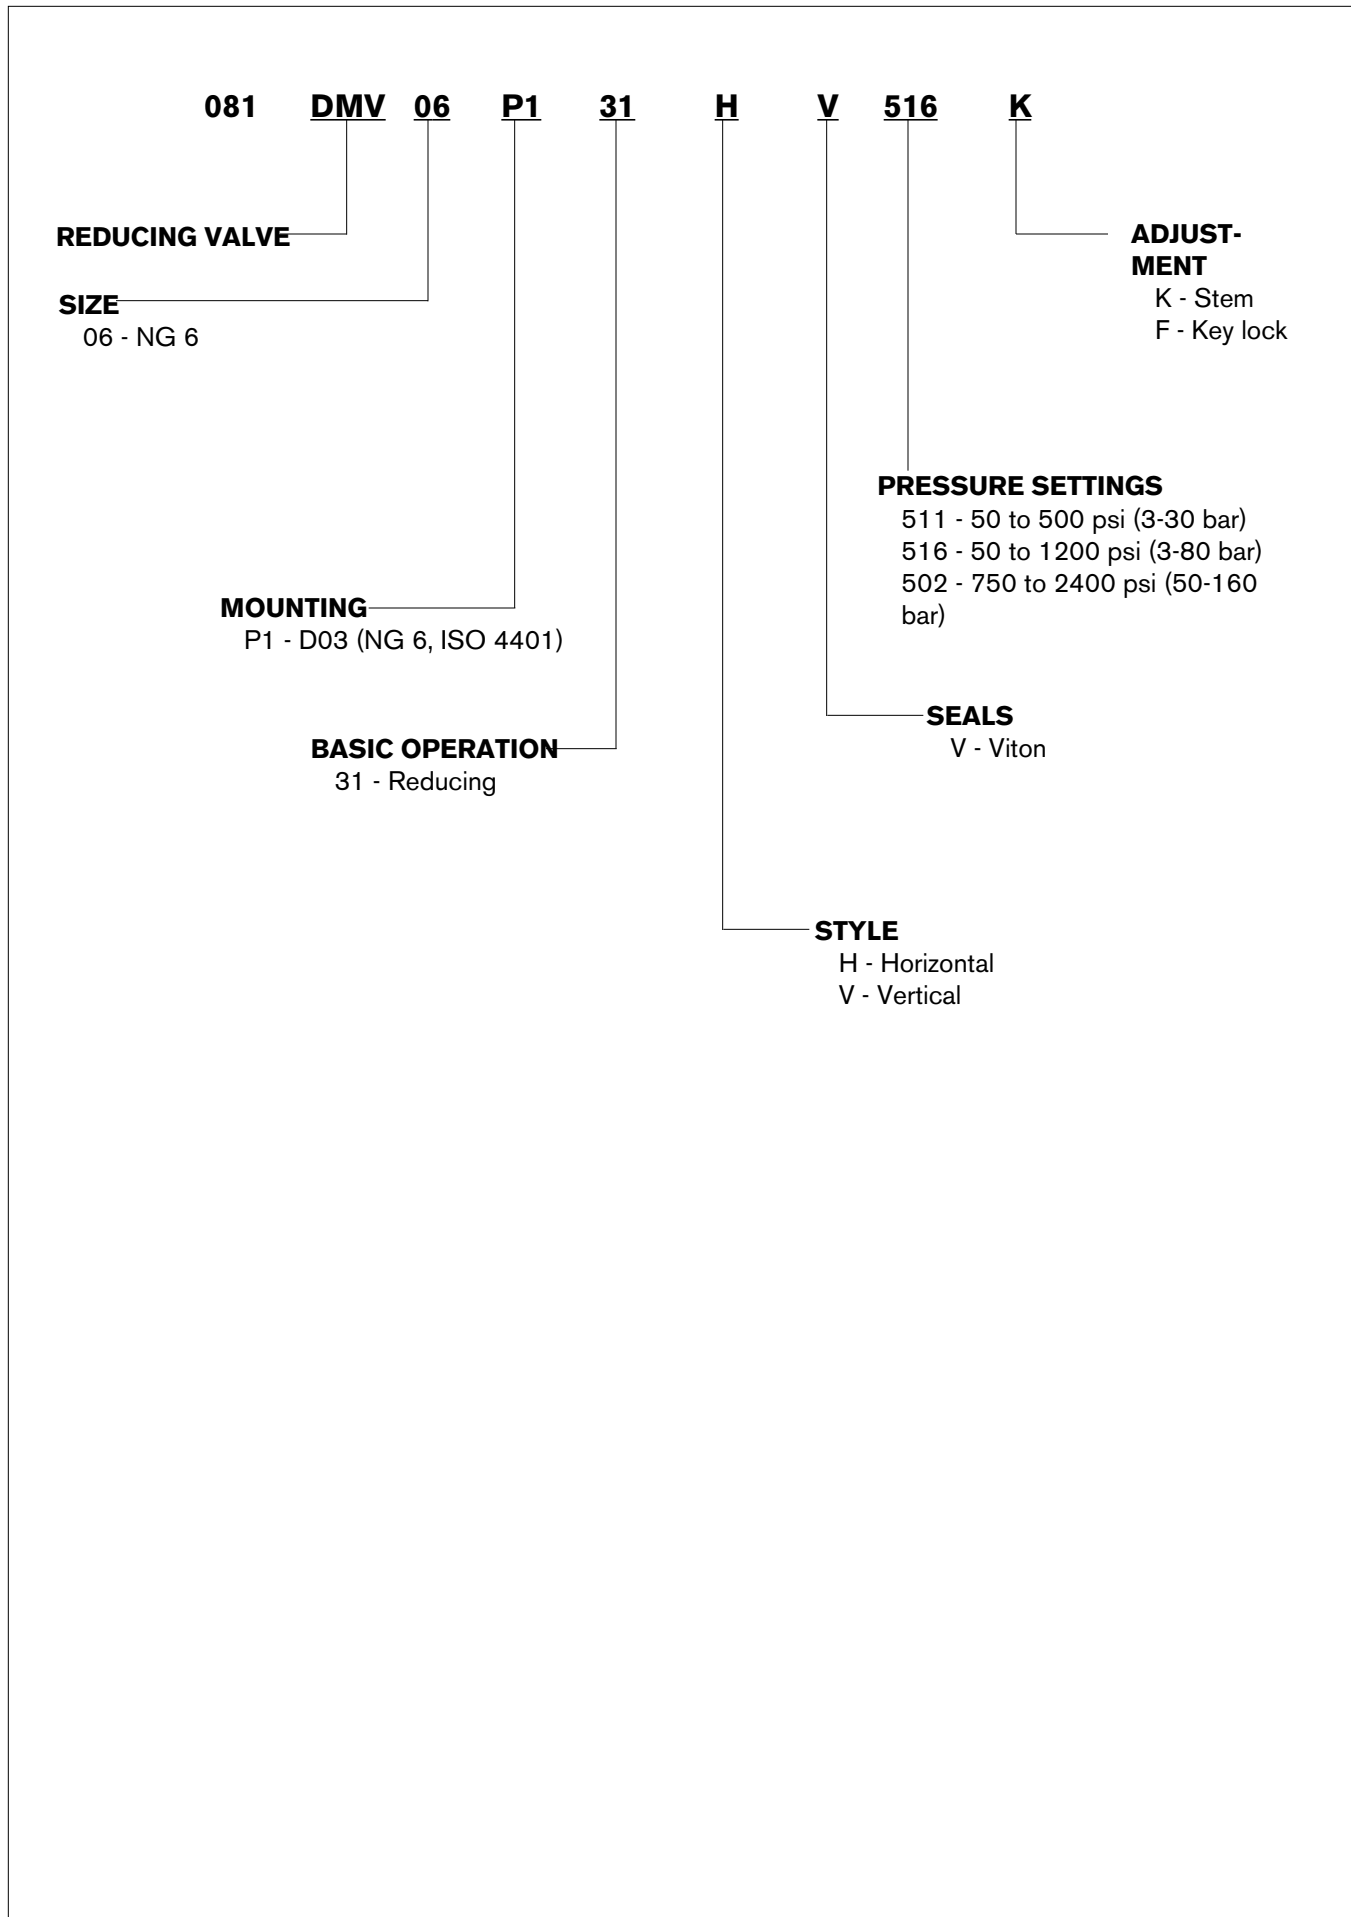 081 DMV 06 P1 31 H V 516 K
REDUCING VALVE
SIZE
06 - NG 6
ADJUST-
MENT
K - Stem
F - Key lock
PRESSURE SETTINGS
511 - 50 to 500 psi (3-30 bar)
516 - 50 to 1200 psi (3-80 bar)
502 - 750 to 2400 psi (50-160
bar)
MOUNTING
P1 - D03 (NG 6, ISO 4401)
SEALS
V - Viton
BASIC OPERATION
31 - Reducing
STYLE
H - Horizontal
V - Vertical